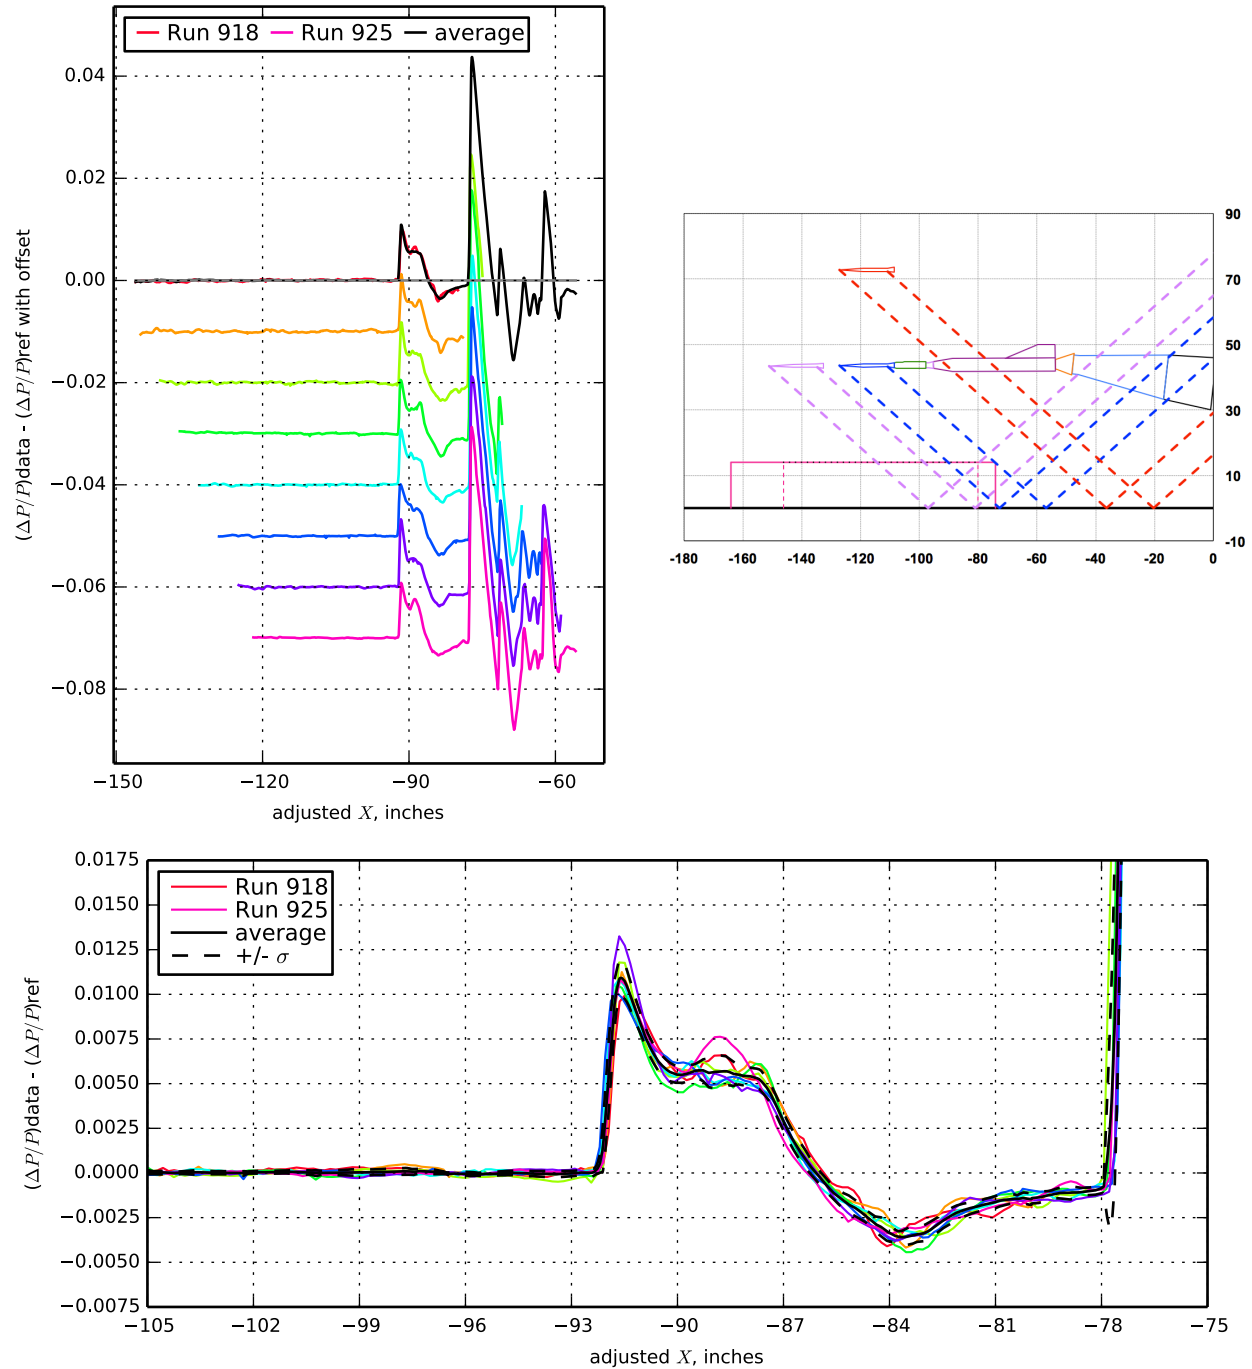 Run 918 Run 925 average
0.04
0.02
0.00
−0.02
−0.04
−0.06
−0.08
(ΔP/P)data - (ΔP/P)ref with offset
−150 −120 −90 −60
adjusted X, inches
90
70
50
30
10
-10
-180 -160 -140 -120 -100 -80 -60 -40 -20 0
0.0175
0.0150
0.0125
0.0100
0.0075
0.0050
0.0025
0.0000
−0.0025
−0.0050
−0.0075
(ΔP/P)data - (ΔP/P)ref
Run 918
Run 925
average
+/- σ
−105 −102 −99 −96 −93 −90 −87 −84 −81 −78 −75
adjusted X, inches